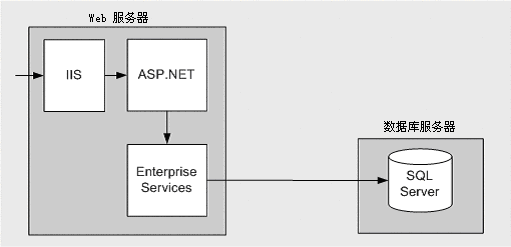 Web 服务器
IIS
ASP.NET
Enterprise
Services
数据库服务器
SQL
Server